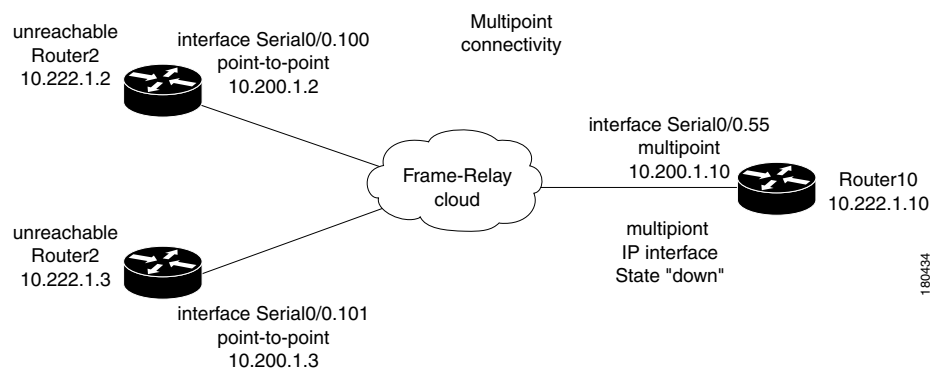 Multipoint
connectivity
unreachable
Router2
10.222.1.2
interface Serial0/0.100
point-to-point
10.200.1.2
interface Serial0/0.55
multipoint
10.200.1.10
Frame-Relay
cloud
Router10
10.222.1.10
multipiont
IP interface
State "down"
unreachable
Router2
10.222.1.3
interface Serial0/0.101
point-to-point
10.200.1.3
180434